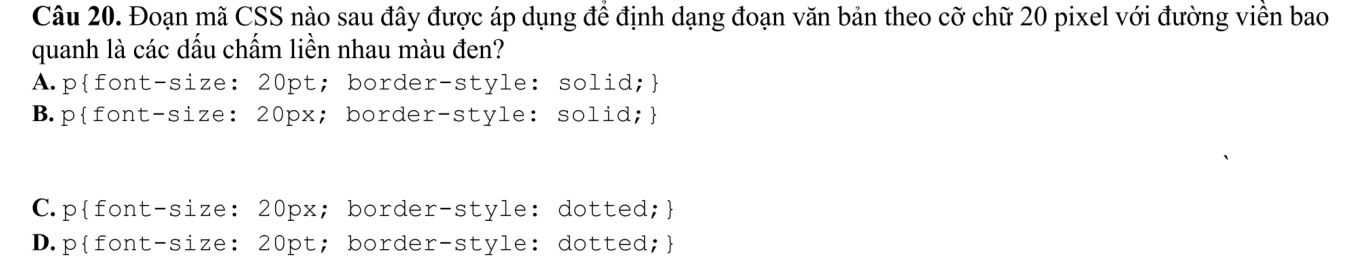 Câu 20. Đoạn mã CSS nào sau đây được áp dụng để định dạng đoạn văn bản theo cỡ chữ 20 pixel với đường viền bao
quanh là các dấu chấm liền nhau màu đen?
A. p{font-size: 20pt; border-style: solid;}
B. p{font-size: 20px; border-style: solid;}
C. p{font-size: 20px; border-style: dotted;}
D. p{font-size: 20pt; border-style: dotted;}